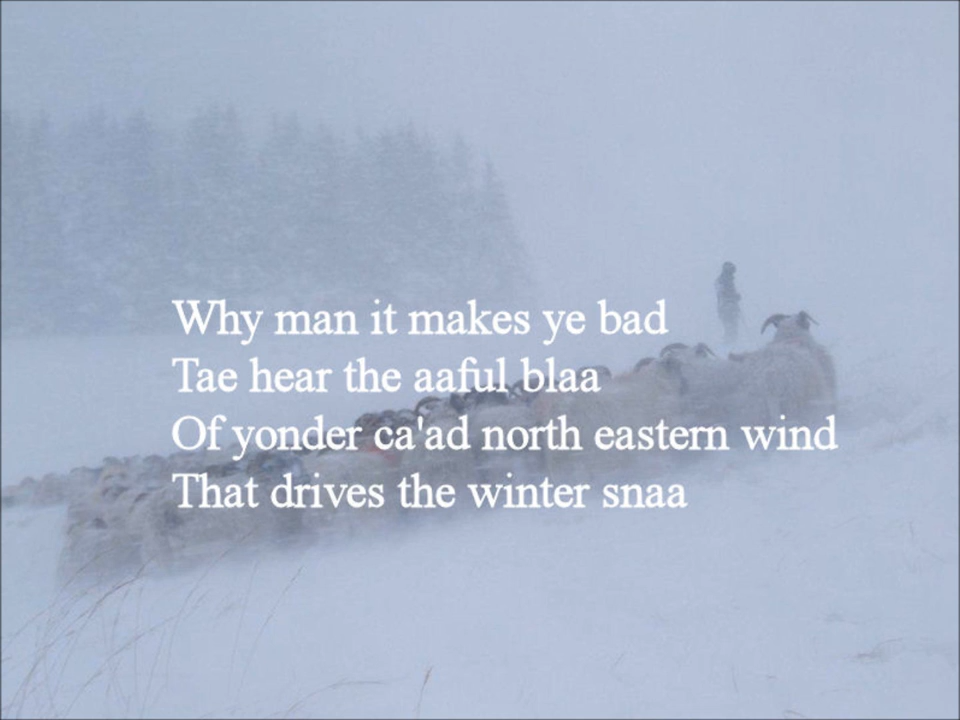 Why man it makes ye bad
Tae hear the aaful blaa
Of yonder ca'ad north eastern wind
That drives the winter snaa